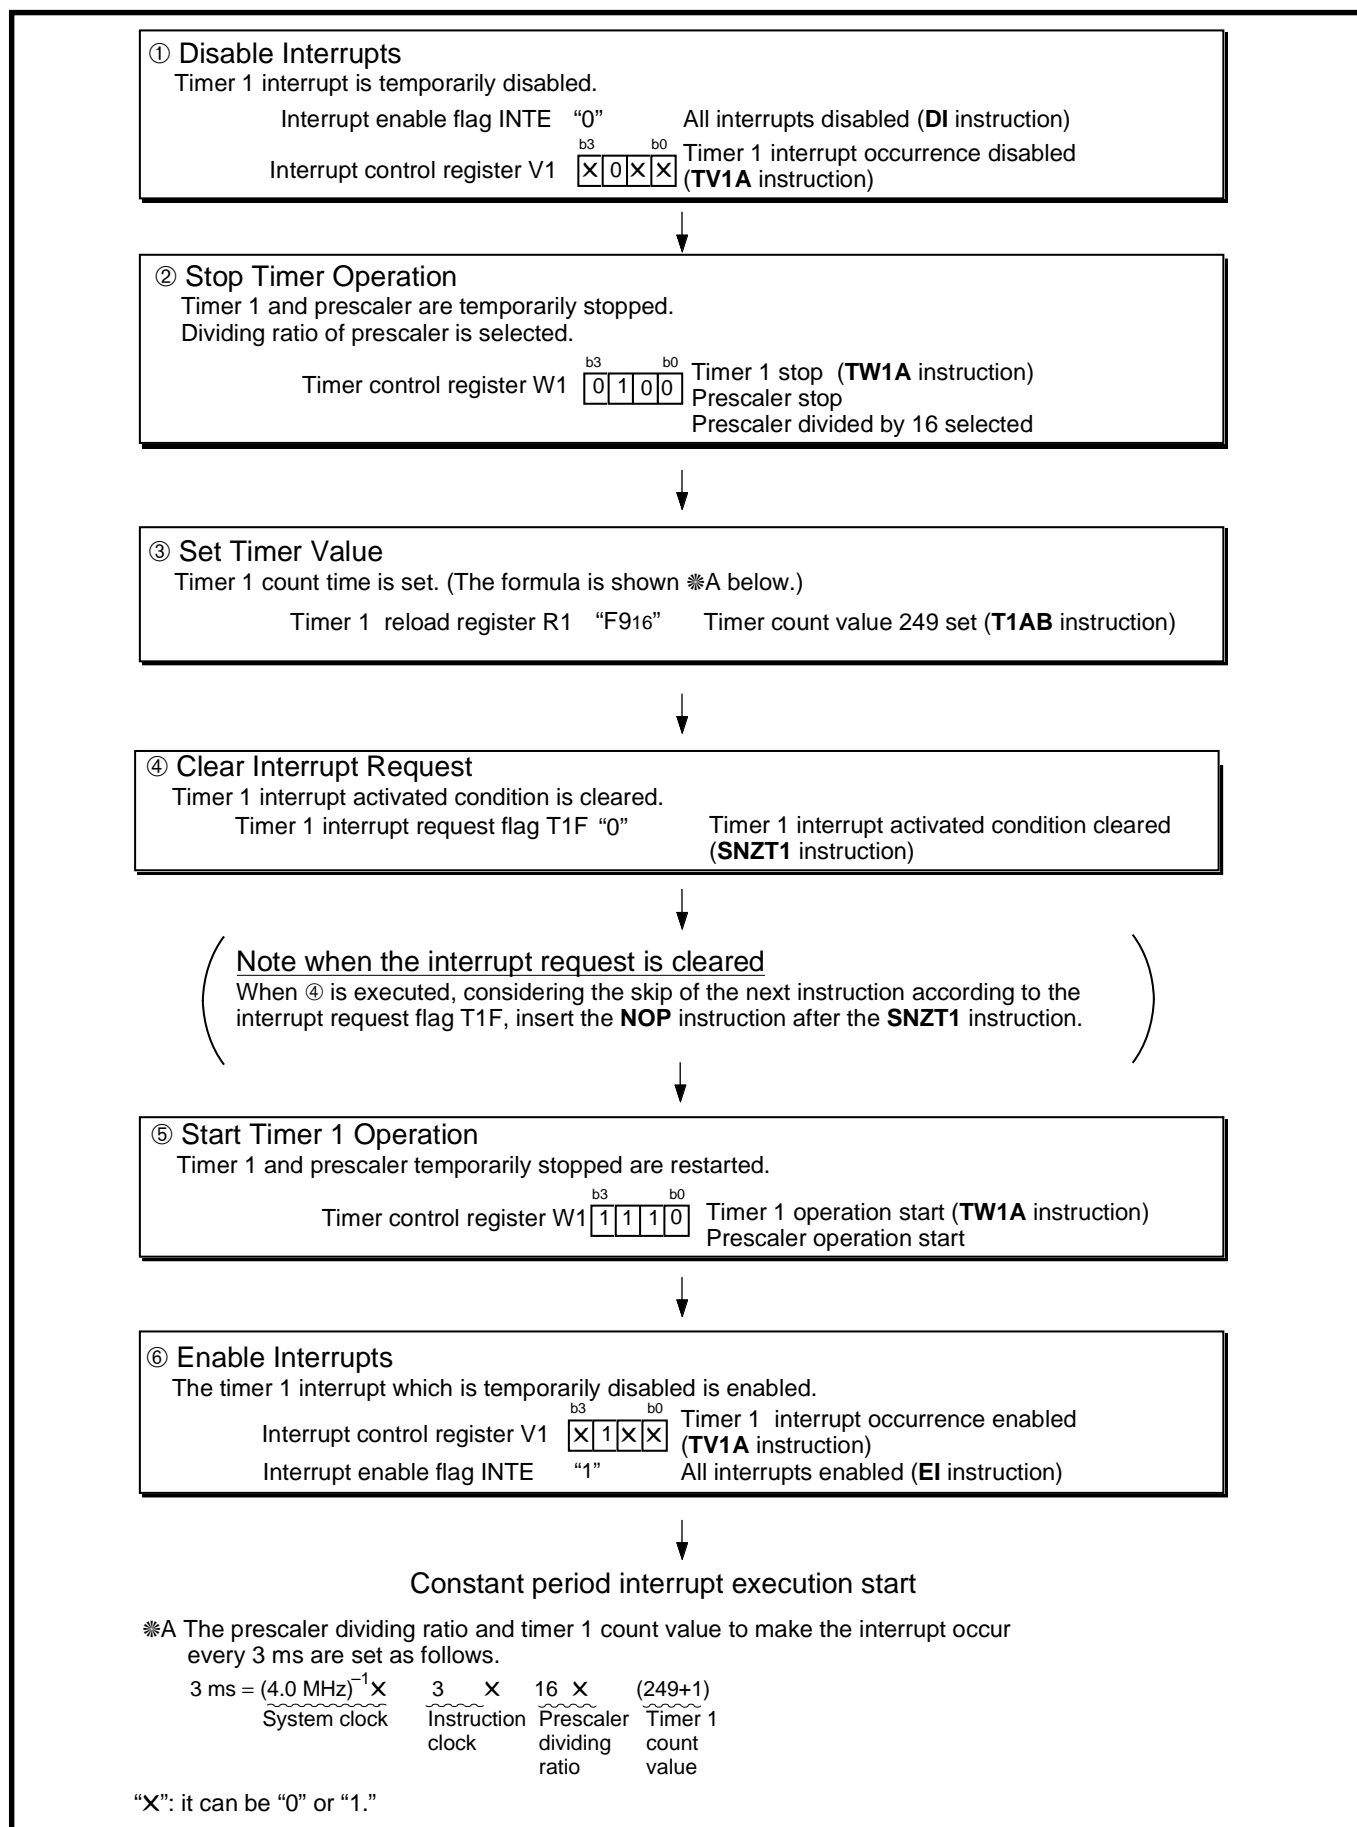 ① Disable Interrupts
Timer 1 interrupt is temporarily disabled.
Interrupt enable flag INTE “0” All interrupts disabled (DI instruction)
b3 b0
Interrupt control register V1 X 0 X X Timer 1 interrupt occurrence disabled
(TV1A instruction)
② Stop Timer Operation
Timer 1 and prescaler are temporarily stopped.
Dividing ratio of prescaler is selected.
b3 b0
Timer control register W1 0 1 0 0 Timer 1 stop (TW1A instruction)
Prescaler stop
Prescaler divided by 16 selected
③ Set Timer Value
Timer 1 count time is set. (The formula is shown ❊A below.)
Timer 1 reload register R1 “F916” Timer count value 249 set (T1AB instruction)
④ Clear Interrupt Request
Timer 1 interrupt activated condition is cleared.
Timer 1 interrupt request flag T1F “0” Timer 1 interrupt activated condition cleared
(SNZT1 instruction)
Note when the interrupt request is cleared
When ④ is executed, considering the skip of the next instruction according to the
interrupt request flag T1F, insert the NOP instruction after the SNZT1 instruction.
⑤ Start Timer 1 Operation
Timer 1 and prescaler temporarily stopped are restarted.
b3 b0
Timer control register W1 1 1 1 0 Timer 1 operation start (TW1A instruction)
Prescaler operation start
⑥ Enable Interrupts
The timer 1 interrupt which is temporarily disabled is enabled.
b3 b0
Interrupt control register V1 X 1 X X Timer 1 interrupt occurrence enabled
(TV1A instruction)
Interrupt enable flag INTE “1” All interrupts enabled (EI instruction)
Constant period interrupt execution start
❊A The prescaler dividing ratio and timer 1 count value to make the interrupt occur
every 3 ms are set as follows.
3 ms = (4.0 MHz)–1 X 3 X 16 X (249+1)
System clock Instruction Prescaler Timer 1
clock dividing count
ratio value
“X”: it can be “0” or “1.”